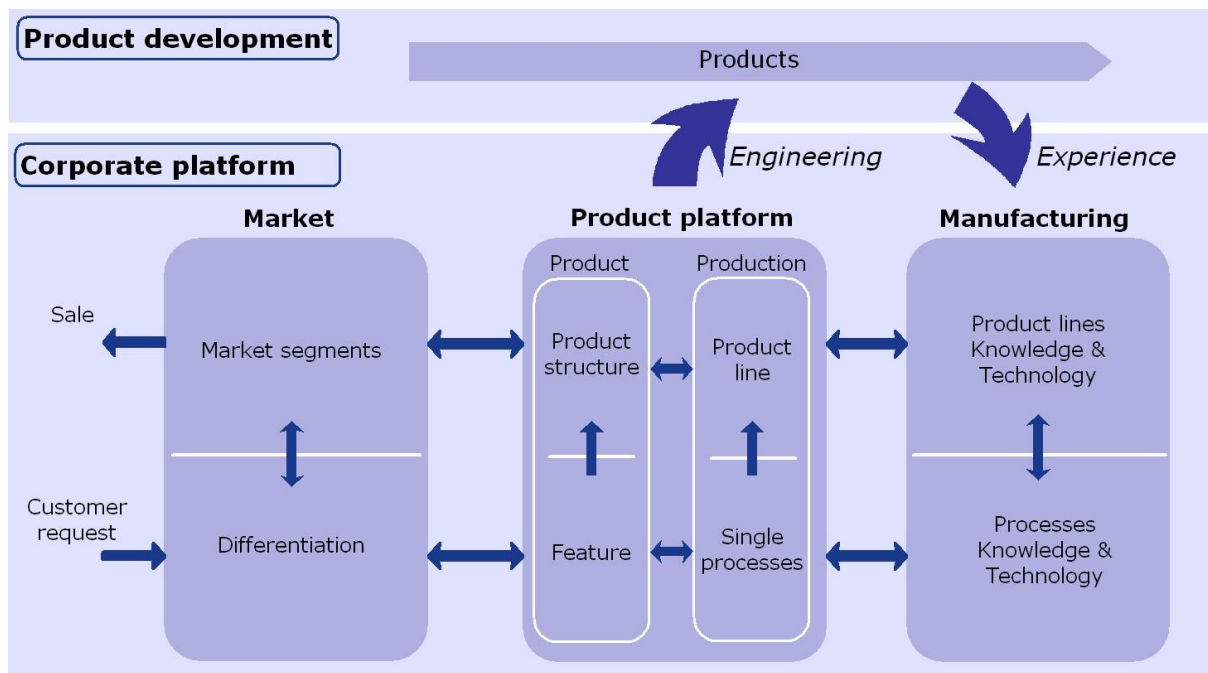 Product development
Products
Engineering
Experience
Corporate platform
Market
Product platform
Manufacturing
Product
Production
Sale
Market segments
Product
structure
Product
line
Product lines
Knowledge &
Technology
Customer
request
Differentiation
Feature
Single
processes
Processes
Knowledge &
Technology